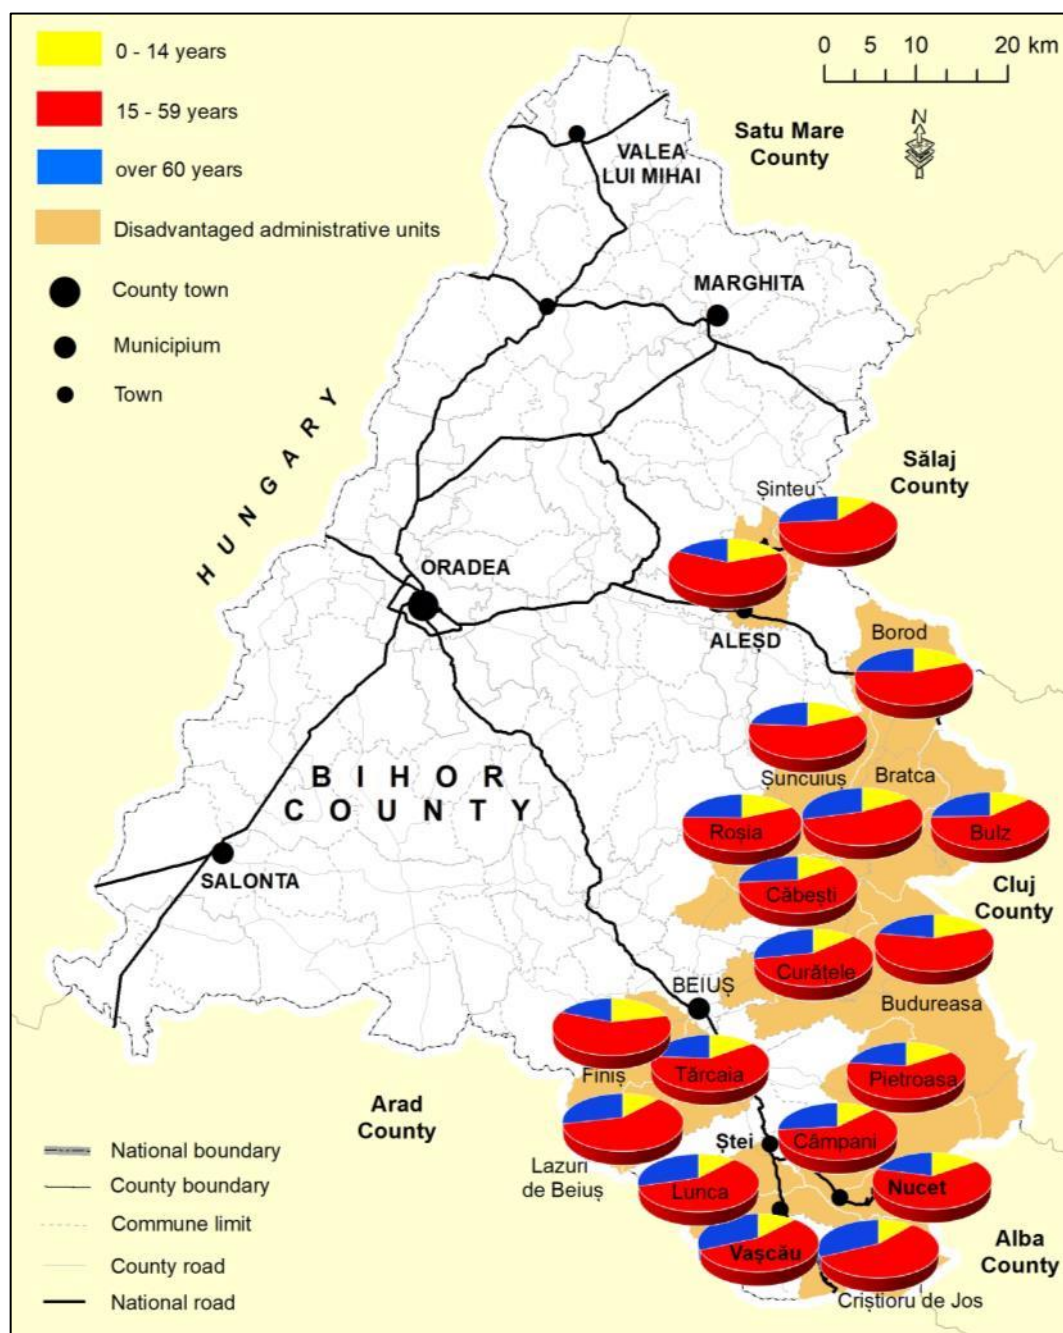 0 - 14 years
15 - 59 years
over 60 years
Disadvantaged administrative units
County town
Municipium
Town
0 5 10 20 km
N
Satu Mare
County
VALEA
LUI MIHAI
MARGHITA
HUNGARY
Sălaj
County
Șinteu
ORADEA
ALEȘD
Borod
BIHOR
COUNTY
Șuncuiuș
Bratca
Roșia
Bulz
SALONTA
Căbești
Cluj
County
Curățele
BEIUȘ
Budureasa
Finiș
Tărcaia
Pietroasa
Arad
County
Ștei
Câmpani
Lazuri
de Beiuș
Lunca
Nucet
Vașcău
Alba
County
Criștioru de Jos
National boundary
County boundary
Commune limit
County road
National road